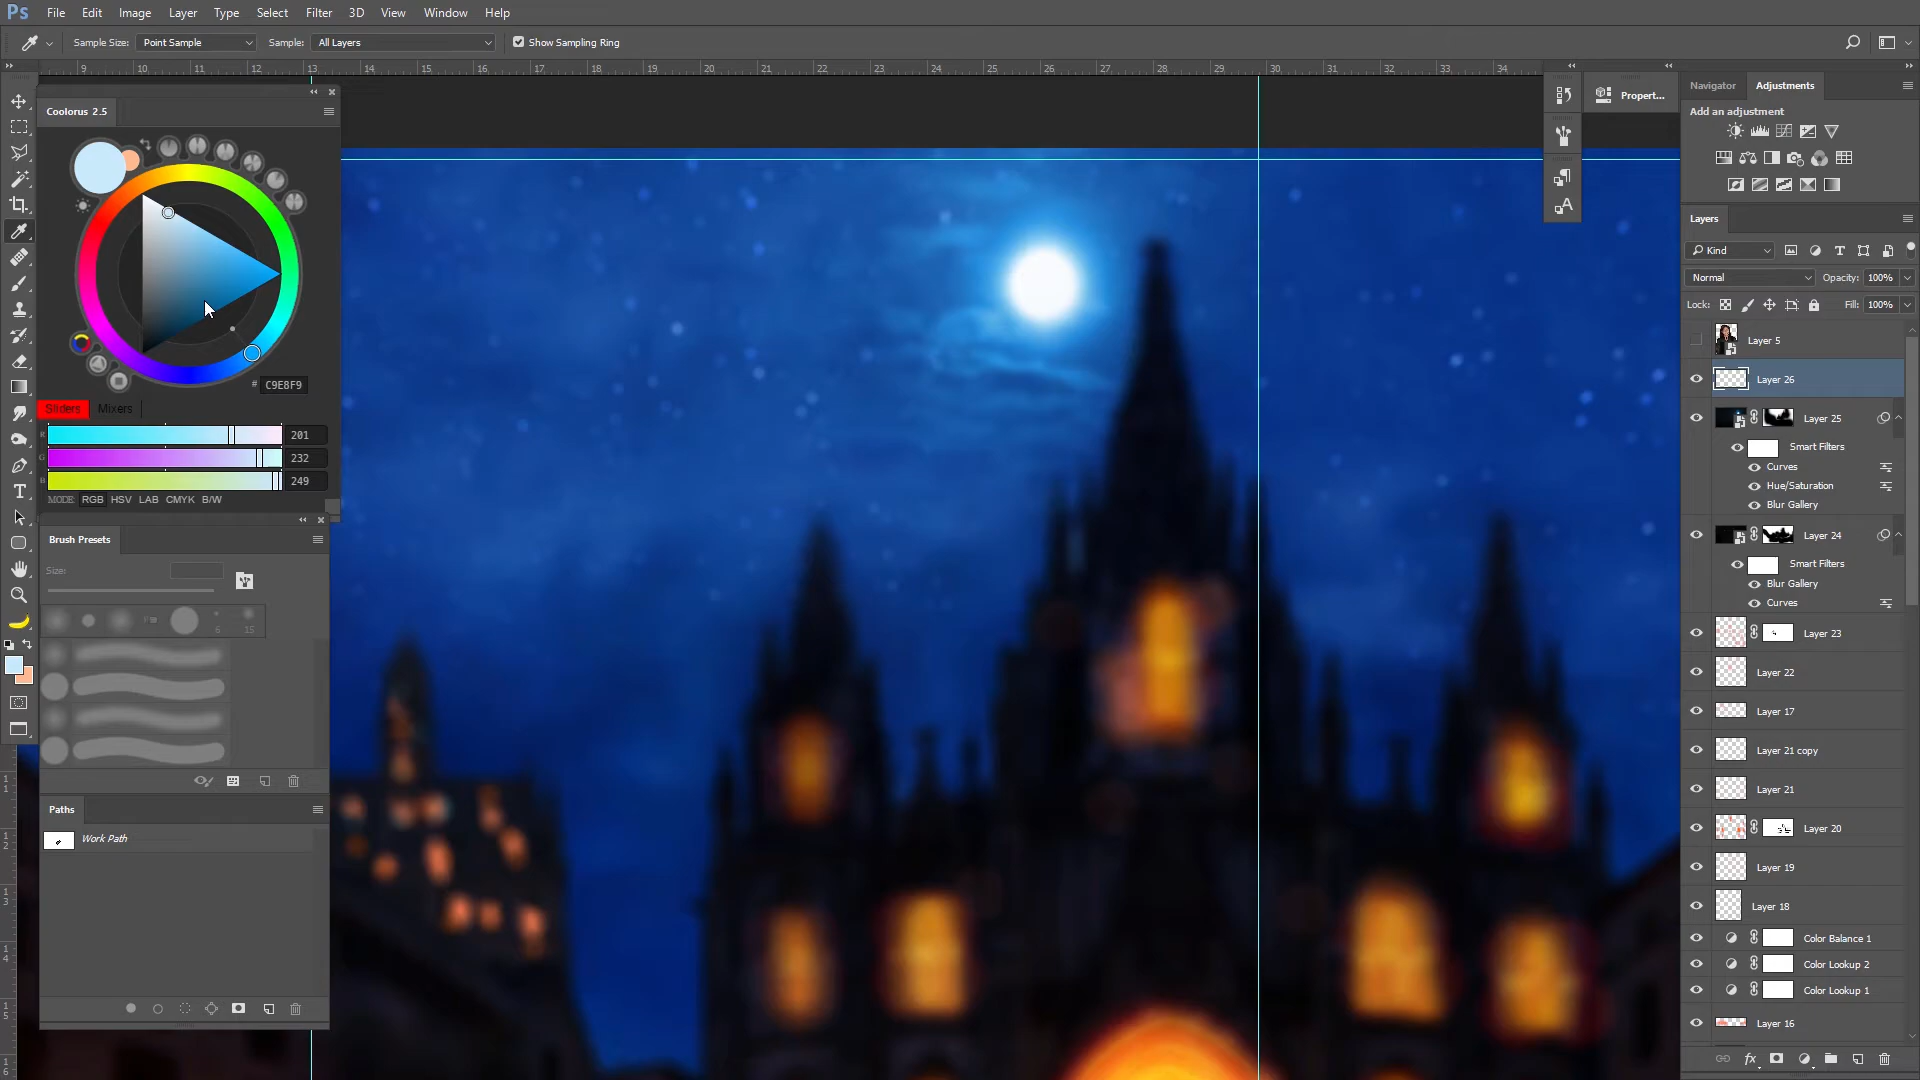 Ps File Edit Image Layer Type Select Filter 3D View Window Help
Sample Size: Point Sample Sample: All Layers Show Sampling Ring
9 10 11 12 13 14 15 16 17 18 19 20 21 22 23 24 25 26 27 28 29 30 31 32 33 34
Coolorus 2.5
# C9E8F9
Sliders Mixers
R 201
G 232
B 249
MODE: RGB HSV LAB CMYK B/W
Brush Presets
Size:
6 15
Paths
Work Path
Propert...
Navigator Adjustments
Add an adjustment
Layers
Kind
Normal Opacity: 100%
Lock: Fill: 100%
Layer 5
Layer 26
Layer 25
Smart Filters
Curves
Hue/Saturation
Blur Gallery
Layer 24
Smart Filters
Blur Gallery
Curves
Layer 23
Layer 22
Layer 17
Layer 21 copy
Layer 21
Layer 20
Layer 19
Layer 18
Color Balance 1
Color Lookup 2
Color Lookup 1
Layer 16
fx